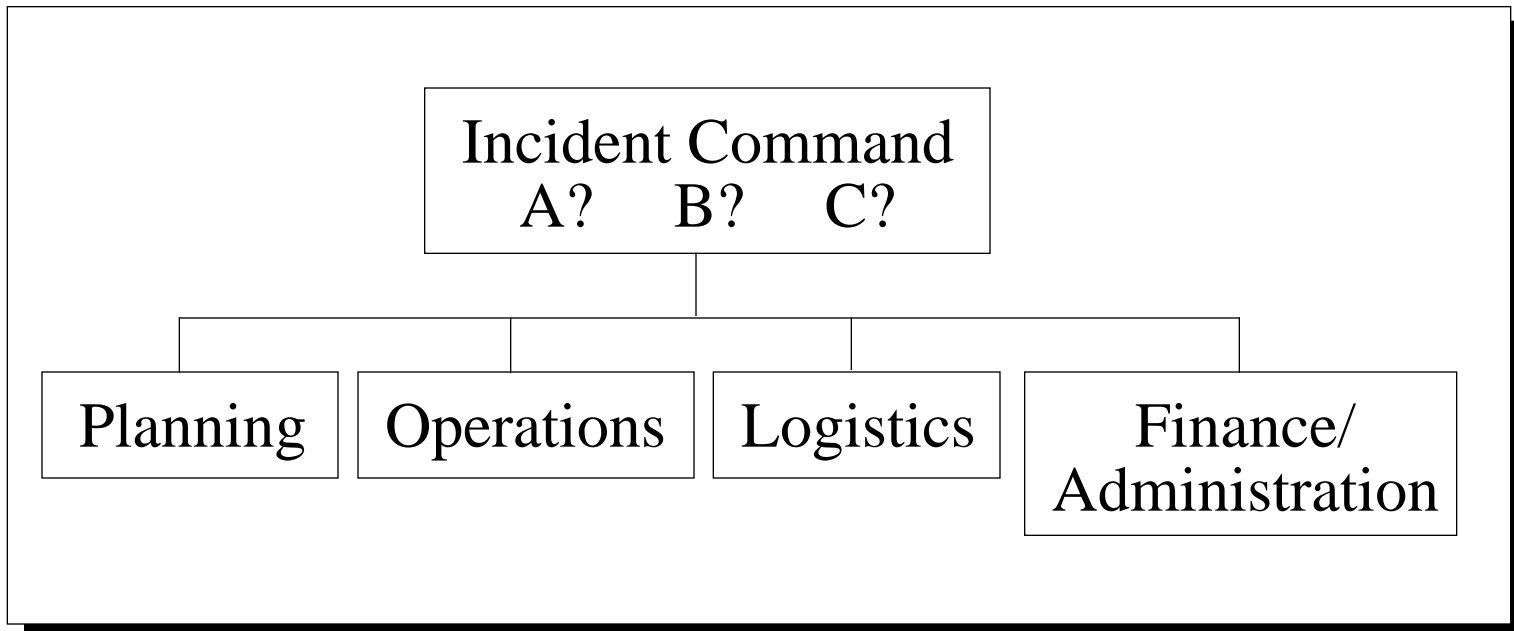 Incident Command
A? B? C?
Planning
Operations
Logistics
Finance/
Administration